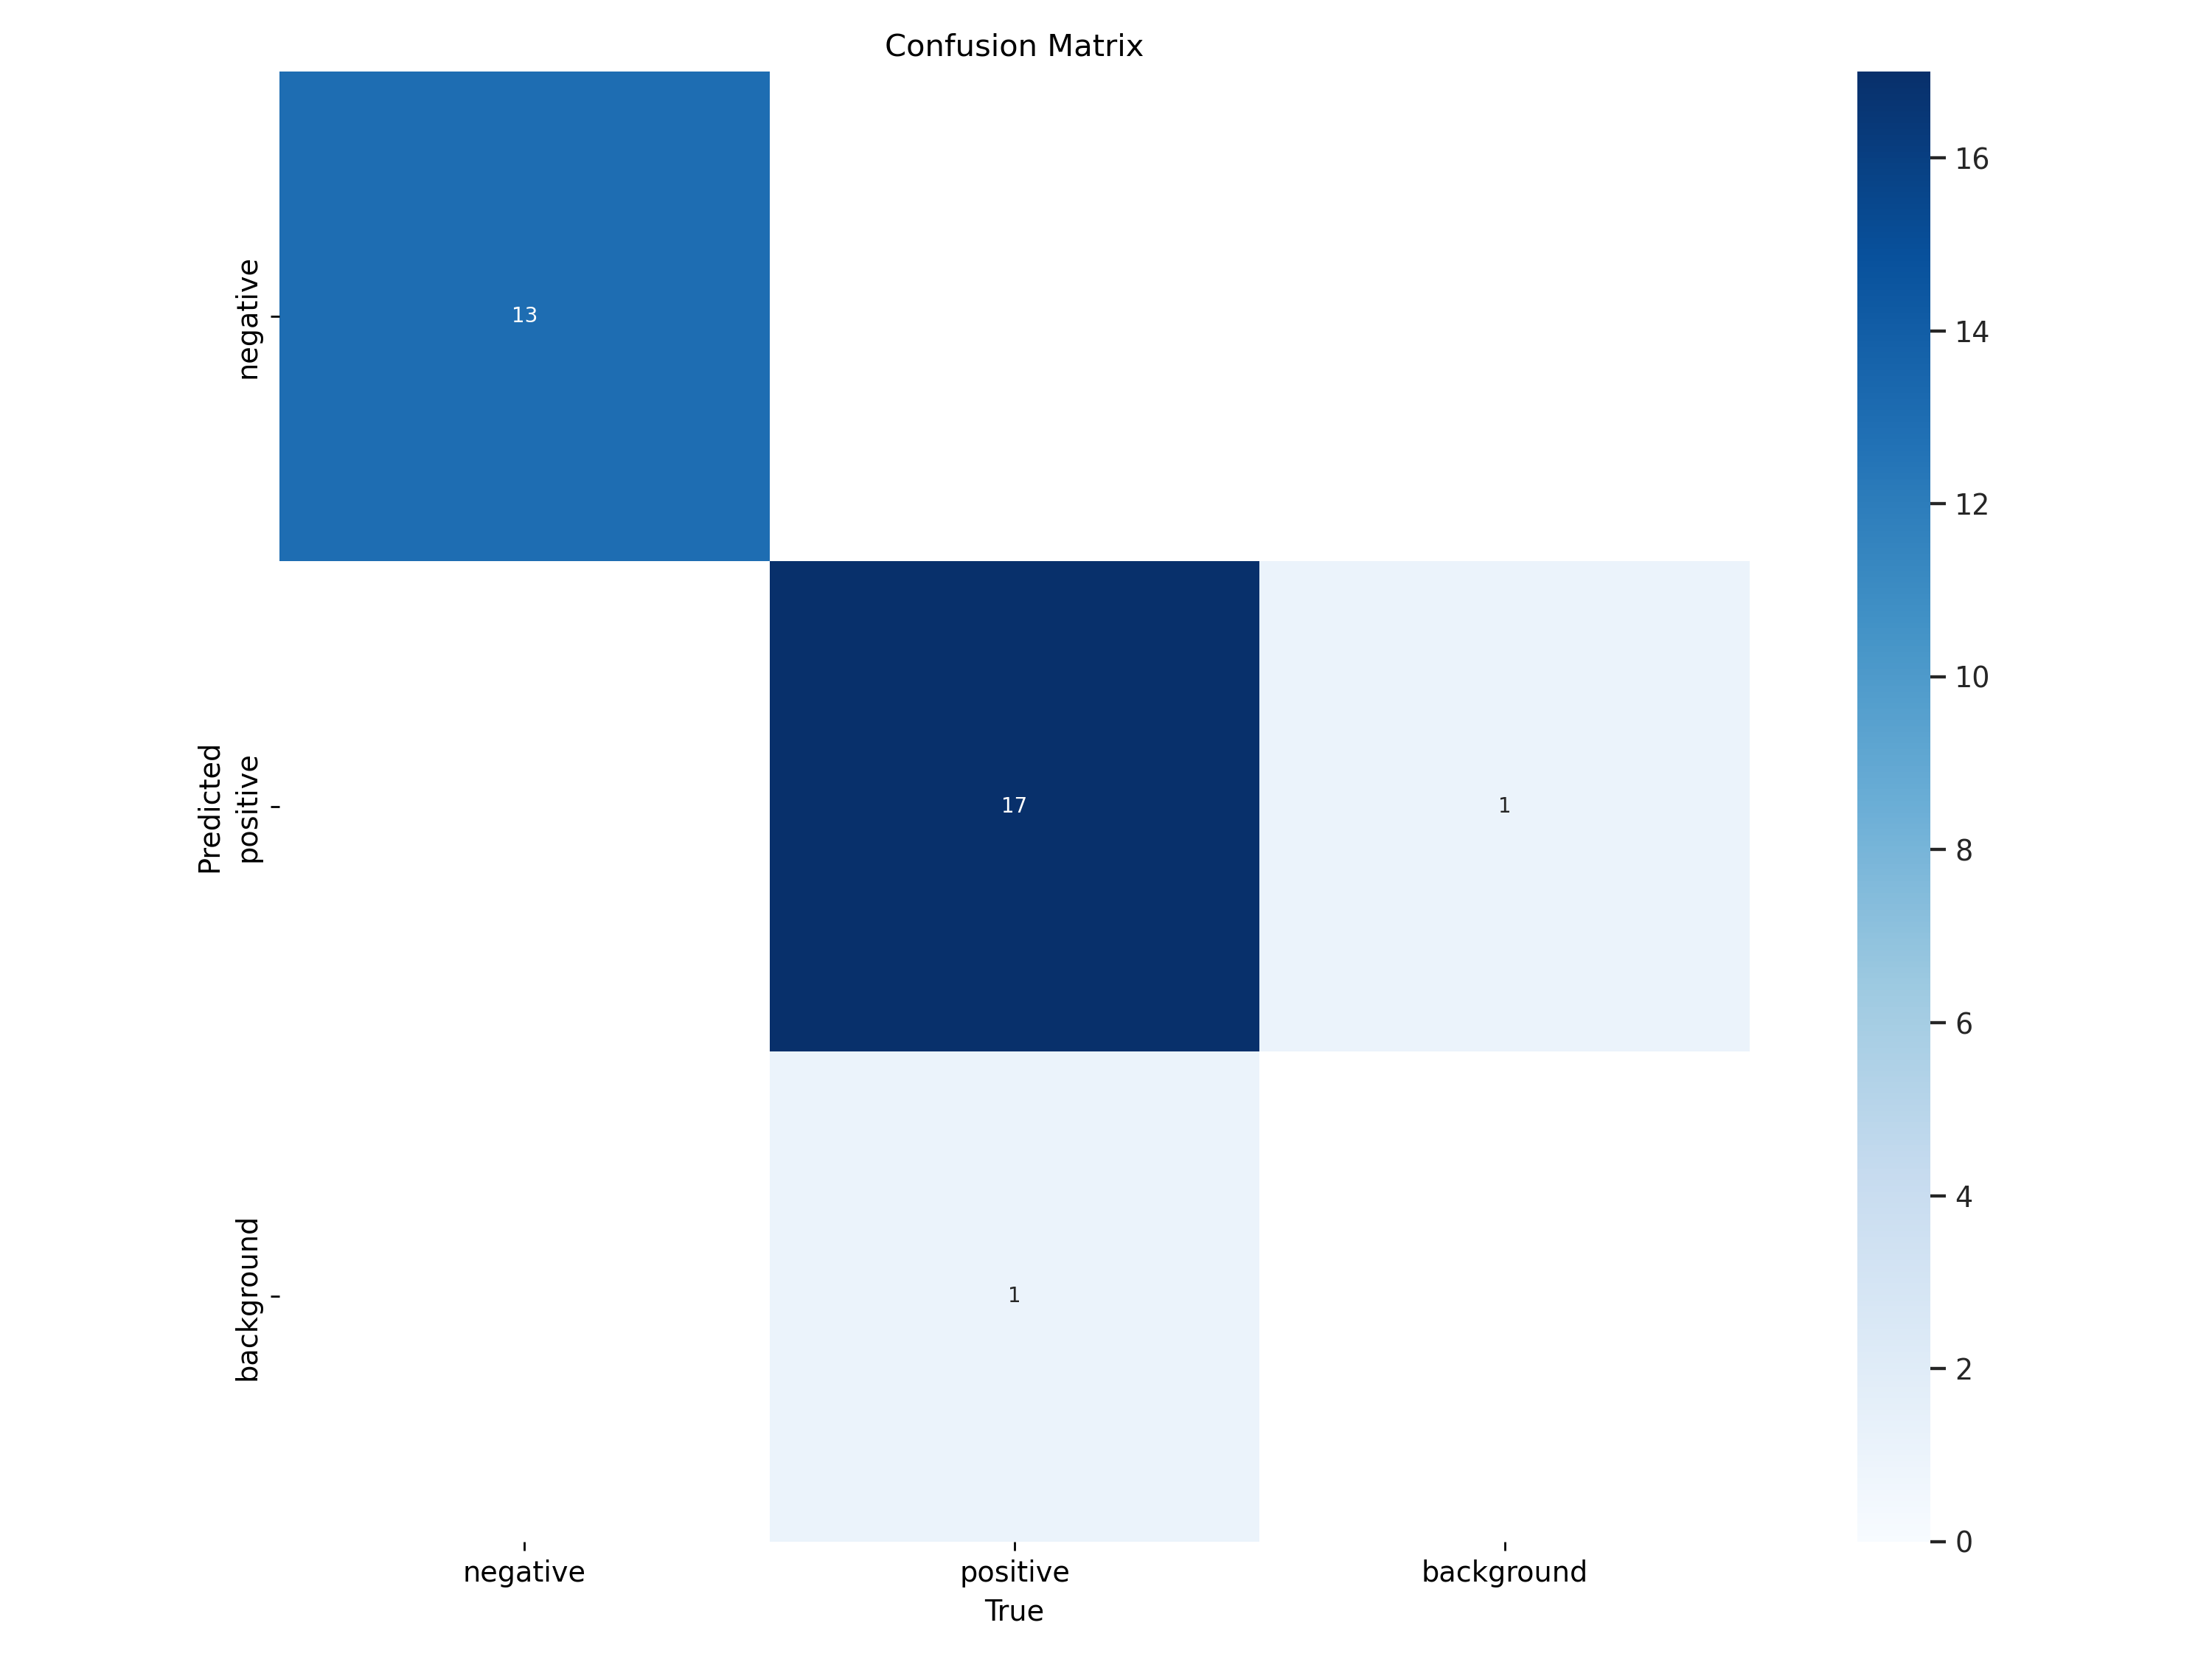 Confusion Matrix
negative
13
Predicted
positive
17
1
background
1
negative
positive
background
True
16
14
12
10
8
6
4
2
0